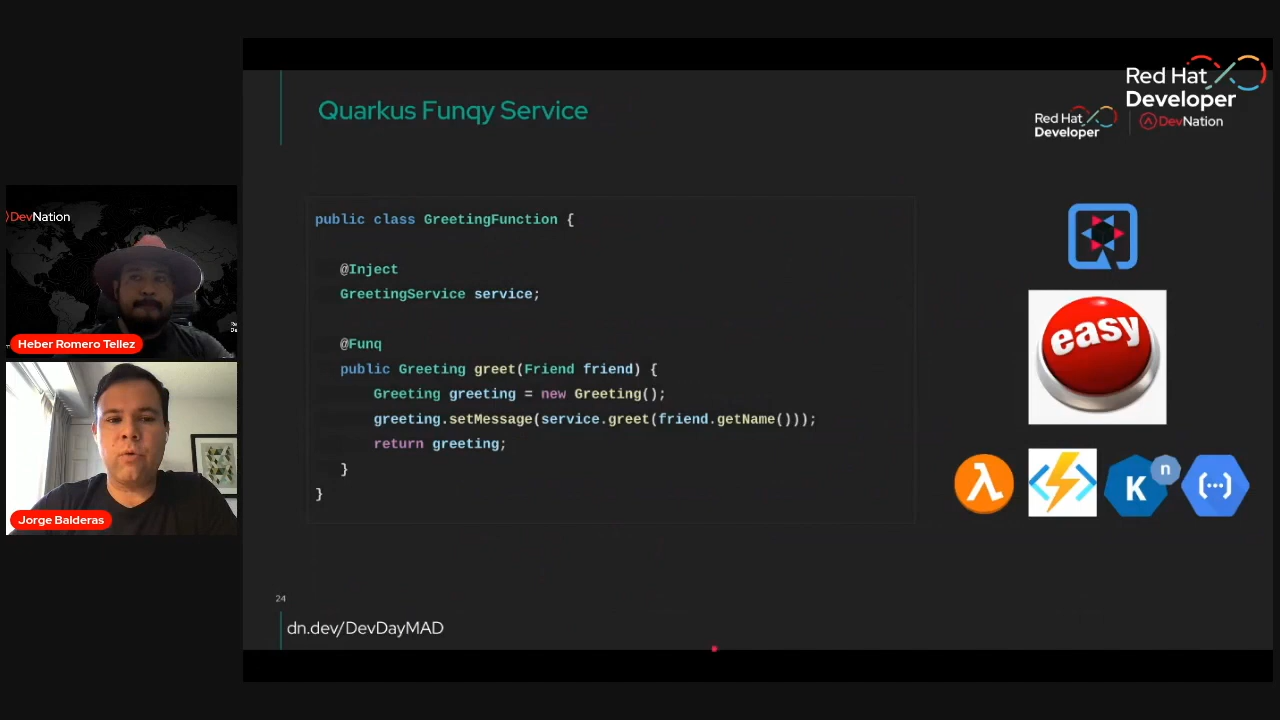 Red Hat
Developer
Quarkus Funqy Service
Red Hat
Developer
DevNation
public class GreetingFunction {
@Inject
GreetingService service;
@Funq
public Greeting greet(Friend friend) {
Greeting greeting = new Greeting();
greeting.setMessage(service.greet(friend.getName()));
return greeting;
}
}
easy
λ
K
n
DevNation
Heber Romero Tellez
Jorge Balderas
24
dn.dev/DevDayMAD